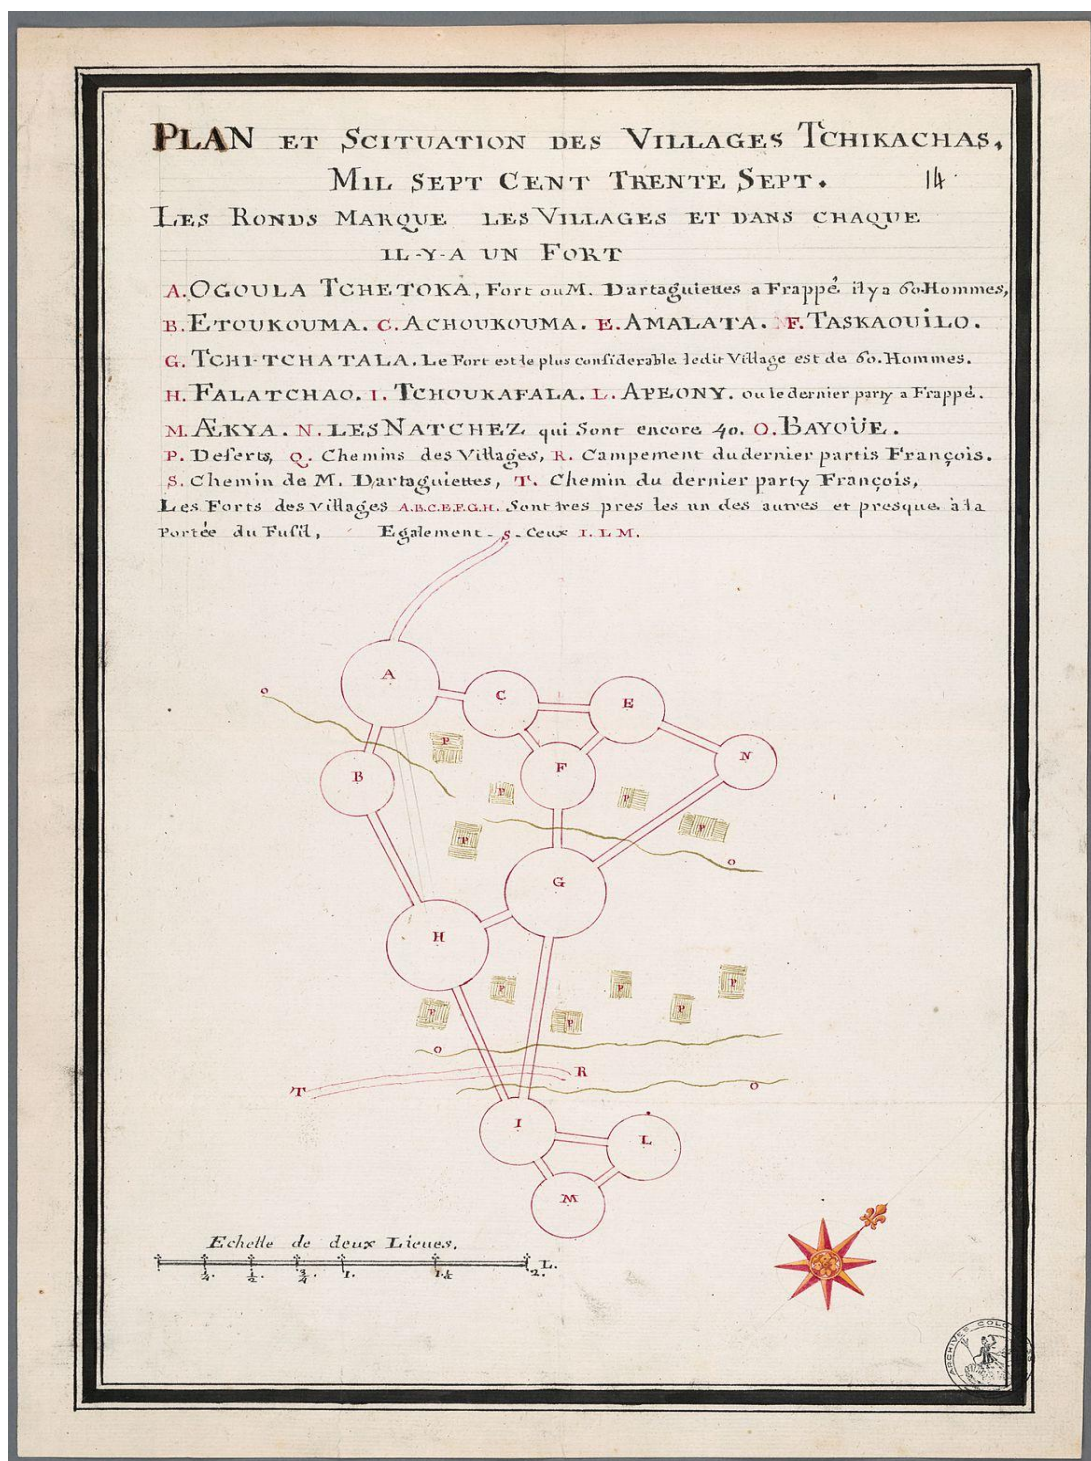 PLAN ET SCITUATION DES VILLAGES TCHIKACHAS.
MIL SEPT CENT TRENTE SEPT.
14.
LES RONDS MARQUE LES VILLAGES ET DANS CHAQUE
IL-Y-A UN FORT
A. OGOULA TCHETOKA, Fort ou M. Dartaguiettes a Frappé il y a 60 Hommes,
B. ETOUKOUMA. C. ACHOUKOUMA. E. AMALATA. F. TASKAOUILO.
G. TCHI-TCHATALA. Le Fort est le plus considerable ledit Village est de 60. Hommes.
H. FALATCHAO. I. TCHOUKAFALA. L. APEONY. ou le dernier party a Frappé.
M. ÆKYA. N. LES NATCHEZ qui Sont encore 40. O. BAYOÜE.
P. Deserts, Q. Chemins des Villages, R. Campement du dernier partis François.
S. Chemin de M. Dartaguiettes, T. Chemin du dernier party François,
Les Forts des villages A.B.C.E.F.G.H. Sont tres pres les un des autres et presque à la
Portée du Fusil, Egalement - S - Ceux I. L M.
A
C
E
O
P
N
B
F
P
P
P
P
O
G
H
P
P
P
P
P
P
O
R
T
O
I
L
M
Echelle de deux Lieues.
1/4. 1/2. 3/4. 1. 1.½ 2. L.
ARCHIVES